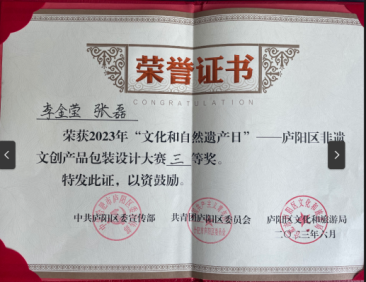 荣誉证书
CONGRATULATION
李金莹 张磊
荣获2023年“文化和自然遗产日”——庐阳区非遗
文创产品包装设计大赛三等奖。
特发此证，以资鼓励。
中共庐阳区委宣传部 共青团庐阳区委员会 庐阳区文化和旅游局
二〇二三年六月